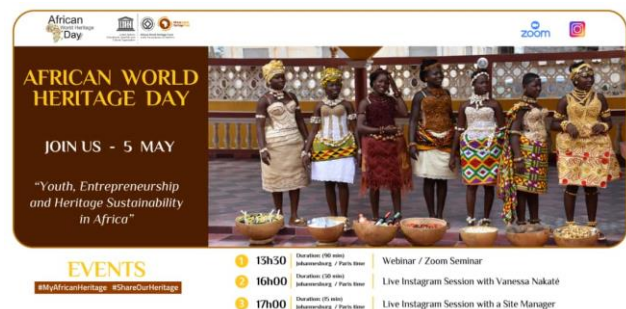 African
World Heritage
Day
zoom
AFRICAN WORLD
HERITAGE DAY
JOIN US - 5 MAY
“Youth, Entrepreneurship
and Heritage Sustainability
in Africa”
EVENTS
#MyAfricanHeritage #ShareOurHeritage
1 13h30 Duration: (90 min) Johannesburg / Paris time Webinar / Zoom Seminar
2 16h00 Duration: (30 min) Johannesburg / Paris time Live Instagram Session with Vanessa Nakaté
3 17h00 Duration: (15 min) Johannesburg / Paris time Live Instagram Session with a Site Manager